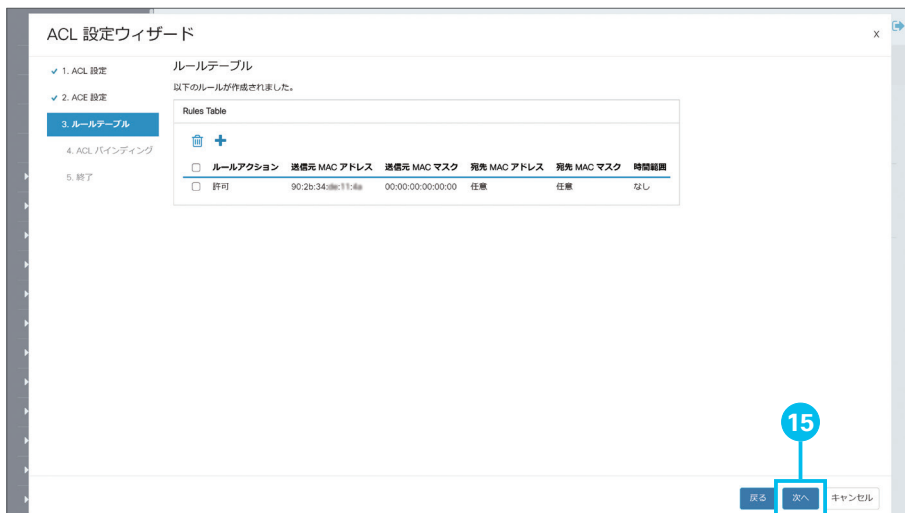 ACL 設定ウィザード
x
✔ 1. ACL 設定
✔ 2. ACE 設定
3. ルールテーブル
4. ACL バインディング
5. 終了
ルールテーブル
以下のルールが作成されました。
Rules Table
ルールアクション 送信元 MAC アドレス 送信元 MAC マスク 宛先 MAC アドレス 宛先 MAC マスク 時間範囲
許可 90:2b:34: 00:00:00:00:00:00 任意 任意 なし
15
戻る 次へ キャンセル